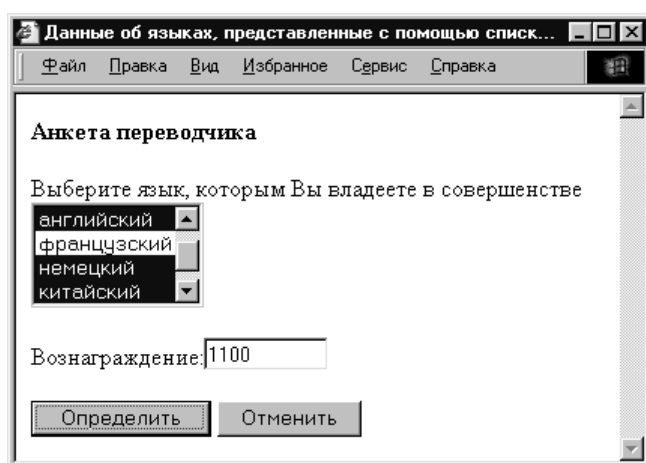 Данные об языках, представленные с помощью списк...
Файл Правка Вид Избранное Сервис Справка
Анкета переводчика
Выберите язык, которым Вы владеете в совершенстве
английский
французский
немецкий
китайский
Вознаграждение: 1100
Определить Отменить